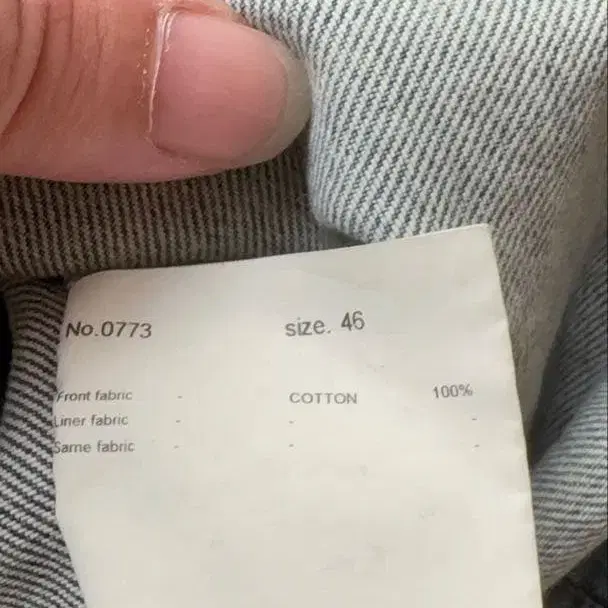 No.0773 size. 46
Front fabric - COTTON 100%
Liner fabric - - -
Same fabric - - -